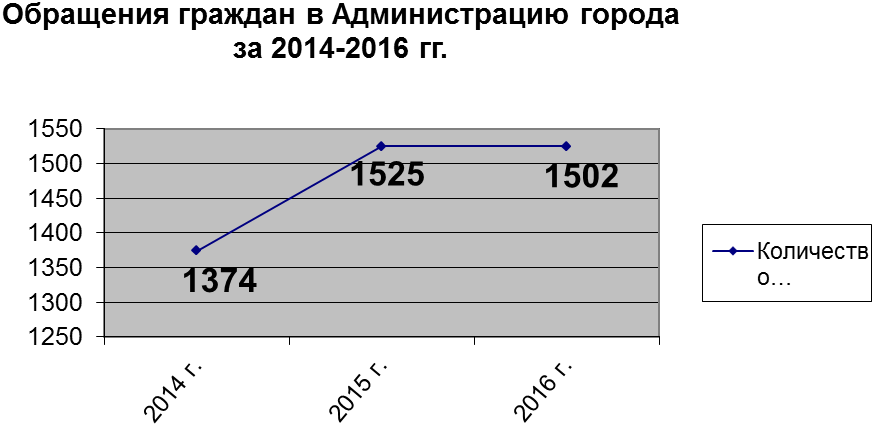 Обращения граждан в Администрацию города
за 2014-2016 гг.
1550
1500
1450
1400
1350
1300
1250
1374
1525
1502
2014 г.
2015 г.
2016 г.
Количеств
о…